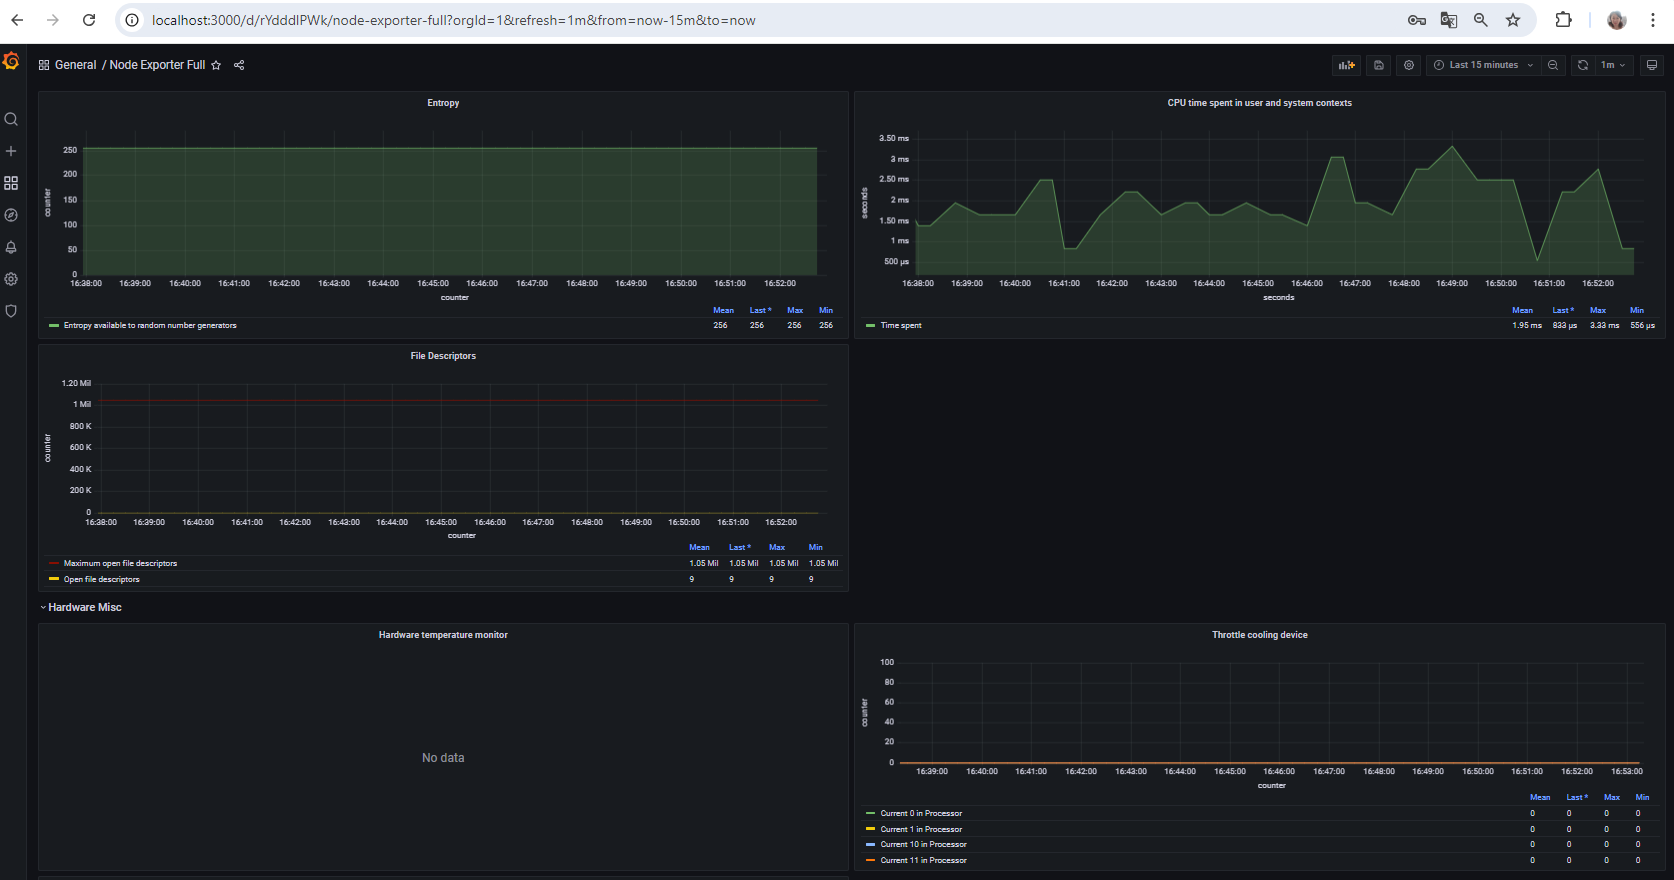 localhost:3000/d/rYdddlPWk/node-exporter-full?orgId=1&refresh=1m&from=now-15m&to=now
General / Node Exporter Full
Last 15 minutes
1m
Entropy
250
200
150
100
50
0
counter
16:38:00 16:39:00 16:40:00 16:41:00 16:42:00 16:43:00 16:44:00 16:45:00 16:46:00 16:47:00 16:48:00 16:49:00 16:50:00 16:51:00 16:52:00
counter
Mean Last * Max Min
Entropy available to random number generators 256 256 256 256
CPU time spent in user and system contexts
3.50 ms
3 ms
2.50 ms
2 ms
1.50 ms
1 ms
500 µs
seconds
16:38:00 16:39:00 16:40:00 16:41:00 16:42:00 16:43:00 16:44:00 16:45:00 16:46:00 16:47:00 16:48:00 16:49:00 16:50:00 16:51:00 16:52:00
seconds
Mean Last * Max Min
Time spent 1.95 ms 833 µs 3.33 ms 556 µs
File Descriptors
1.20 Mil
1 Mil
800 K
600 K
400 K
200 K
0
counter
16:38:00 16:39:00 16:40:00 16:41:00 16:42:00 16:43:00 16:44:00 16:45:00 16:46:00 16:47:00 16:48:00 16:49:00 16:50:00 16:51:00 16:52:00
counter
Mean Last * Max Min
Maximum open file descriptors 1.05 Mil 1.05 Mil 1.05 Mil 1.05 Mil
Open file descriptors 9 9 9 9
Hardware Misc
Hardware temperature monitor
No data
Throttle cooling device
100
80
60
40
20
0
counter
16:39:00 16:40:00 16:41:00 16:42:00 16:43:00 16:44:00 16:45:00 16:46:00 16:47:00 16:48:00 16:49:00 16:50:00 16:51:00 16:52:00 16:53:00
counter
Mean Last * Max Min
Current 0 in Processor 0 0 0 0
Current 1 in Processor 0 0 0 0
Current 10 in Processor 0 0 0 0
Current 11 in Processor 0 0 0 0